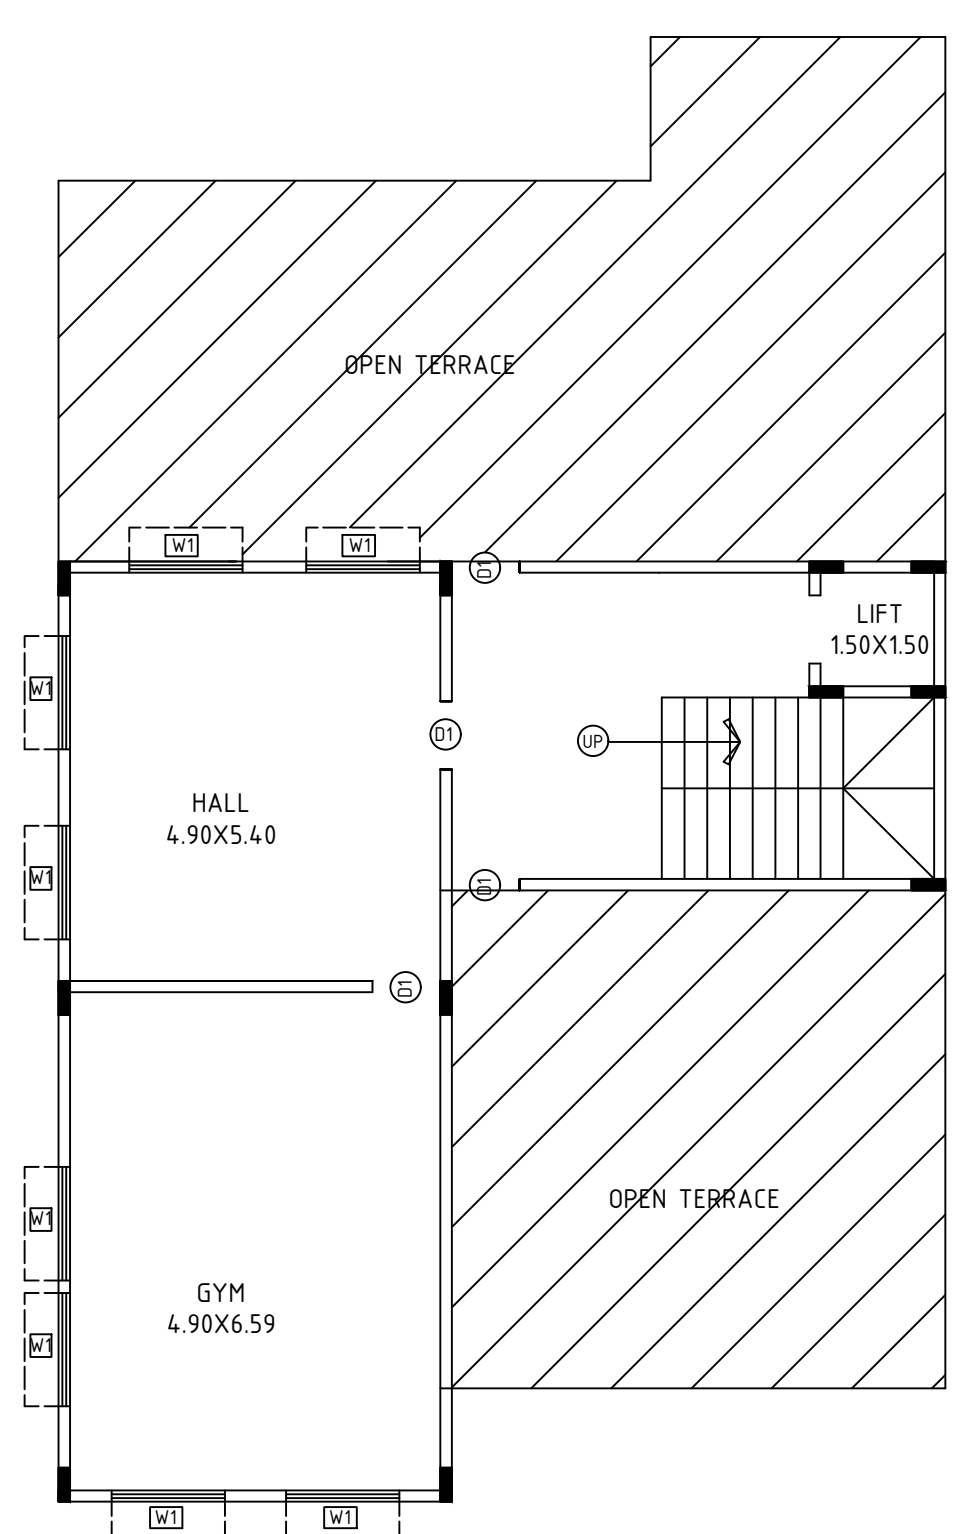 OPEN TERRACE
W1
W1
D1
LIFT
1.50X1.50
W1
D1
UP
HALL
4.90X5.40
W1
D1
D1
OPEN TERRACE
W1
GYM
4.90X6.59
W1
W1
W1